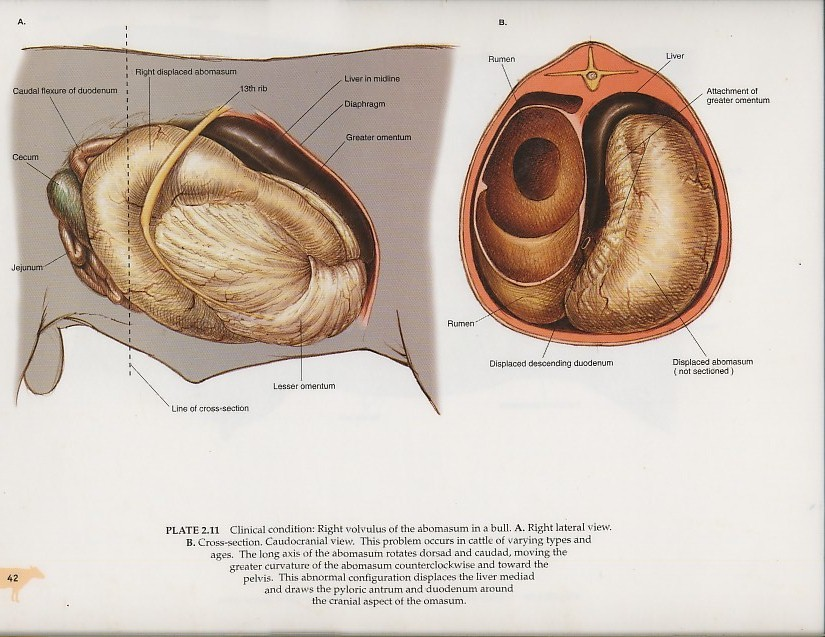 A.
B.
Right displaced abomasum
Caudal flexure of duodenum
13th rib
Liver in midline
Diaphragm
Greater omentum
Cecum
Jejunum
Lesser omentum
Line of cross-section
Rumen
Liver
Attachment of
greater omentum
Rumen
Displaced descending duodenum
Displaced abomasum
( not sectioned )
PLATE 2.11 Clinical condition: Right volvulus of the abomasum in a bull. A. Right lateral view.
B. Cross-section. Caudocranial view. This problem occurs in cattle of varying types and
ages. The long axis of the abomasum rotates dorsad and caudad, moving the
greater curvature of the abomasum counterclockwise and toward the
pelvis. This abnormal configuration displaces the liver mediad
and draws the pyloric antrum and duodenum around
the cranial aspect of the omasum.
42